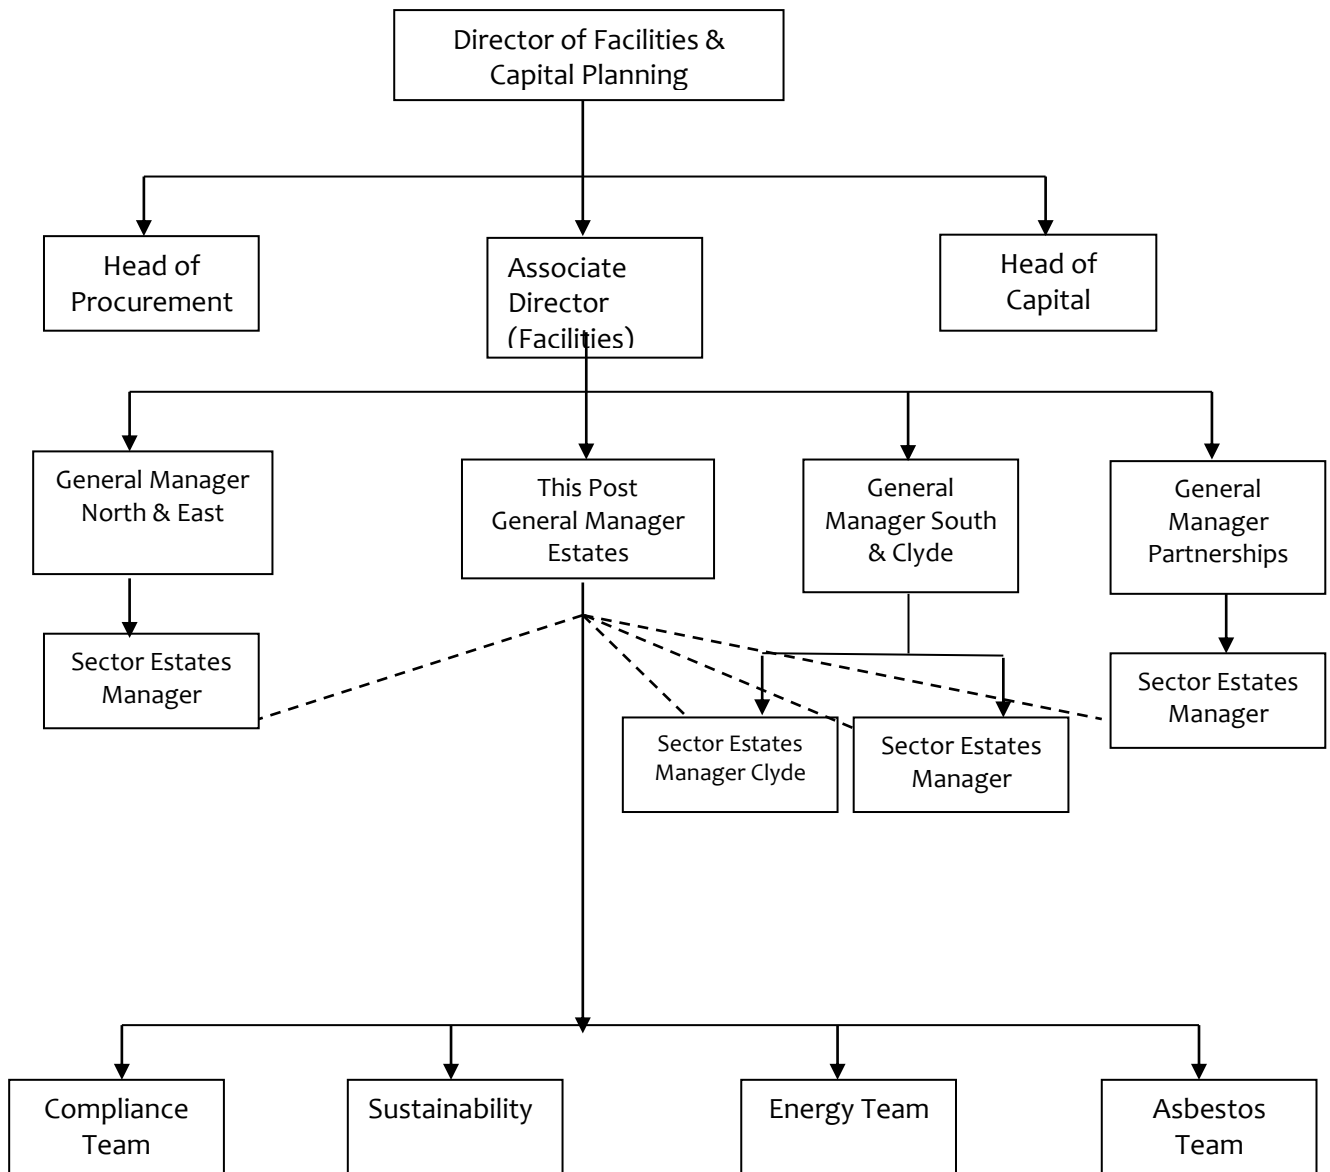 Director of Facilities &
Capital Planning
Head of
Procurement
Associate
Director
(Facilities)
Head of
Capital
General Manager
North & East
This Post
General Manager
Estates
General
Manager South
& Clyde
General
Manager
Partnerships
Sector Estates
Manager
Sector Estates
Manager Clyde
Sector Estates
Manager
Sector Estates
Manager
Compliance
Team
Sustainability
Energy Team
Asbestos
Team